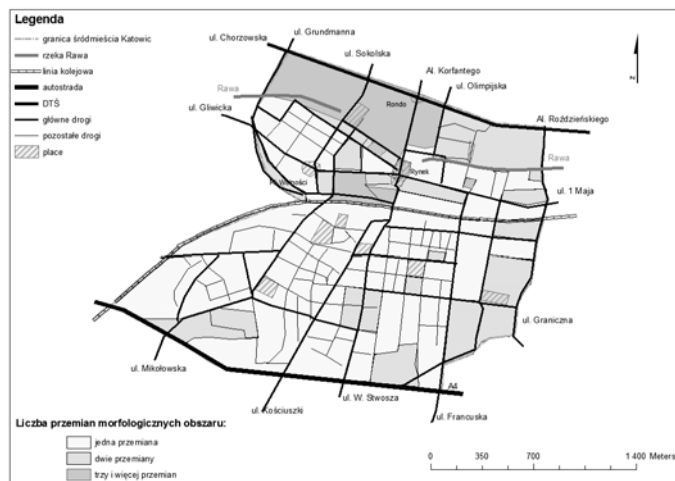 Legenda
granica śródmieścia Katowic
rzeka Rawa
linia kolejowa
autostrada
DTŚ
główne drogi
pozostałe drogi
place
ul. Chorzowska
ul. Grundmanna
ul. Sokolska
Al. Korfantego
ul. Olimpijska
N
Rawa
Rondo
ul. Gliwicka
Al. Roździeńskiego
Rawa
Rynek
Pl. Wolności
ul. 1 Maja
ul. Graniczna
ul. Mikołowska
A4
ul. W. Stwosza
ul. Kościuszki
ul. Francuska
Liczba przemian morfologicznych obszaru:
jedna przemiana
dwie przemiany
trzy i więcej przemian
0 350 700 1 400 Meters